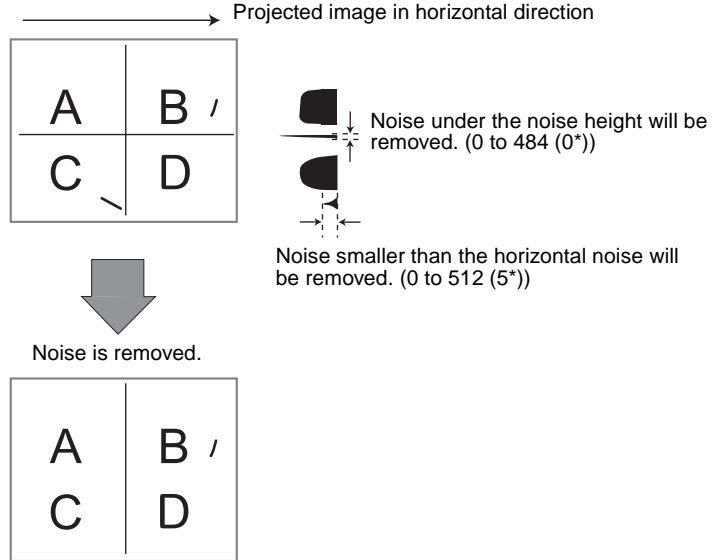 Projected image in horizontal direction
A B
C D
Noise under the noise height will be
removed. (0 to 484 (0*))
Noise smaller than the horizontal noise will
be removed. (0 to 512 (5*))
Noise is removed.
A B
C D